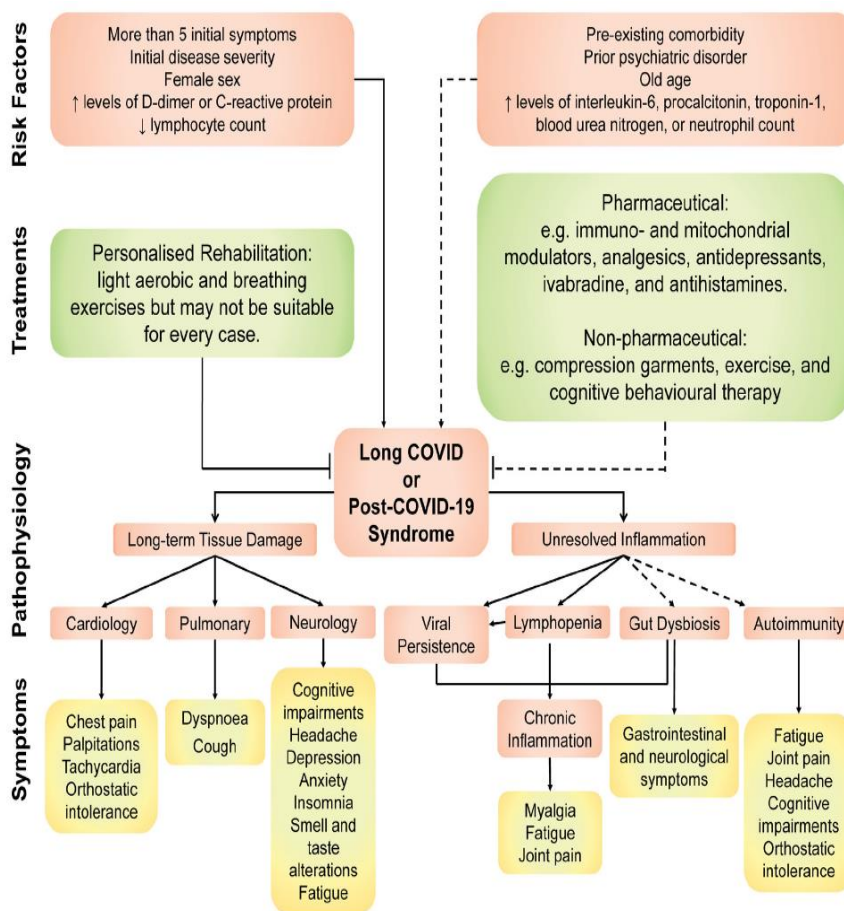 Risk Factors
More than 5 initial symptoms
Initial disease severity
Female sex
↑ levels of D-dimer or C-reactive protein
↓ lymphocyte count
Pre-existing comorbidity
Prior psychiatric disorder
Old age
↑ levels of interleukin-6, procalcitonin, troponin-1,
blood urea nitrogen, or neutrophil count
Treatments
Personalised Rehabilitation:
light aerobic and breathing
exercises but may not be suitable
for every case.
Pharmaceutical:
e.g. immuno- and mitochondrial
modulators, analgesics, antidepressants,
ivabradine, and antihistamines.
Non-pharmaceutical:
e.g. compression garments, exercise, and
cognitive behavioural therapy
Pathophysiology
Long COVID
or
Post-COVID-19
Syndrome
Long-term Tissue Damage
Unresolved Inflammation
Cardiology
Pulmonary
Neurology
Viral
Persistence
Lymphopenia
Gut Dysbiosis
Autoimmunity
Symptoms
Chest pain
Palpitations
Tachycardia
Orthostatic
intolerance
Dyspnoea
Cough
Cognitive
impairments
Headache
Depression
Anxiety
Insomnia
Smell and
taste
alterations
Fatigue
Chronic
Inflammation
Myalgia
Fatigue
Joint pain
Gastrointestinal
and neurological
symptoms
Fatigue
Joint pain
Headache
Cognitive
impairments
Orthostatic
intolerance